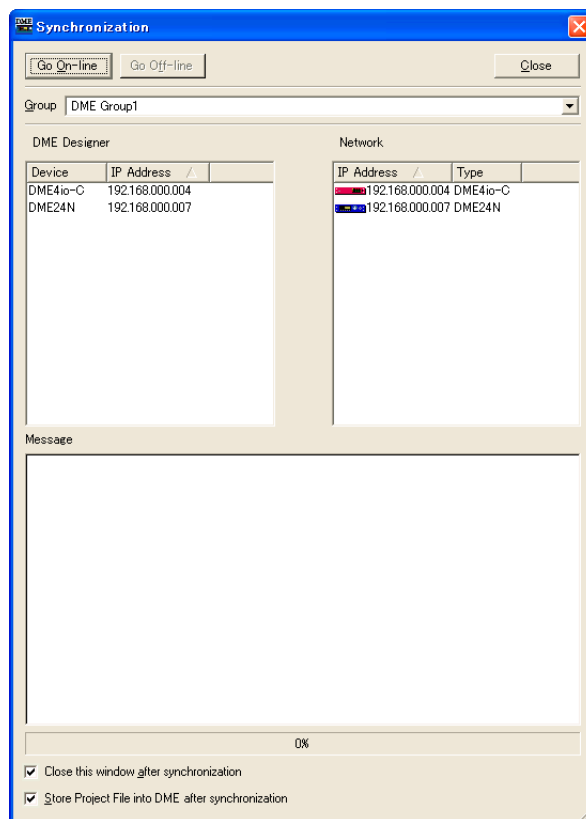 DME Synchronization
Go On-line Go Off-line Close
Group DME Group1
DME Designer Network
Device IP Address IP Address Type
DME4io-C 192.168.000.004 192.168.000.004 DME4io-C
DME24N 192.168.000.007 192.168.000.007 DME24N
Message
0%
Close this window after synchronization
Store Project File into DME after synchronization